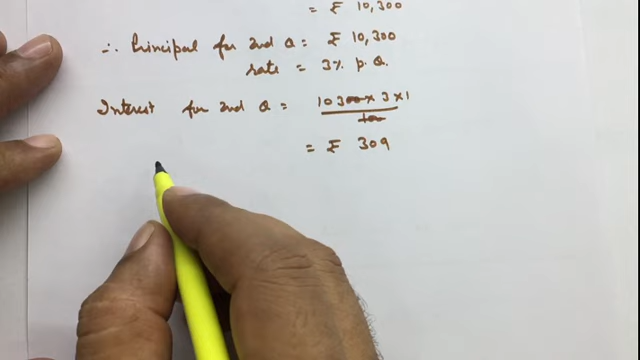 = ₹ 10,300
∴ Principal for 2nd Q = ₹ 10,300
rate = 3% p. Q.
Interest for 2nd Q = 10300 × 3 × 1
100
= ₹ 309